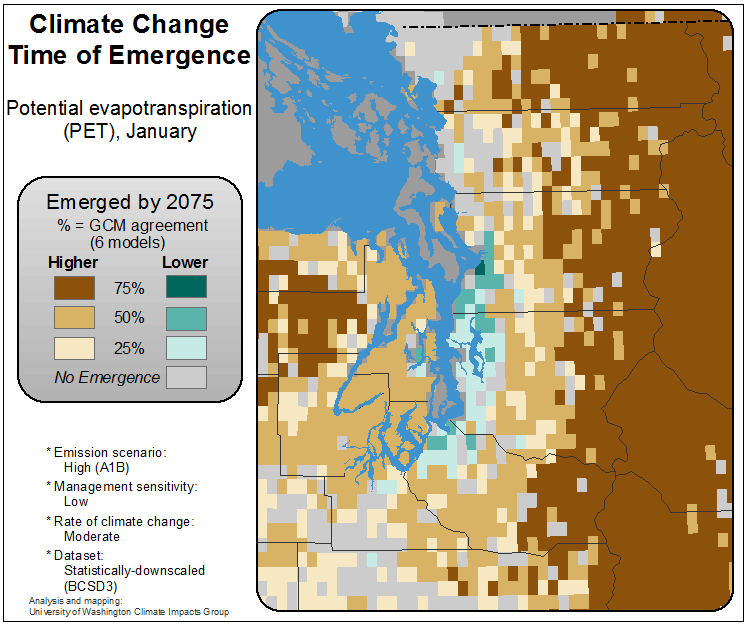 Climate Change
Time of Emergence
Potential evapotranspiration
(PET), January
Emerged by 2075
% = GCM agreement
(6 models)
Higher Lower
75%
50%
25%
No Emergence
* Emission scenario:
High (A1B)
* Management sensitivity:
Low
* Rate of climate change:
Moderate
* Dataset:
Statistically-downscaled
(BCSD3)
Analysis and mapping:
University of Washington Climate Impacts Group